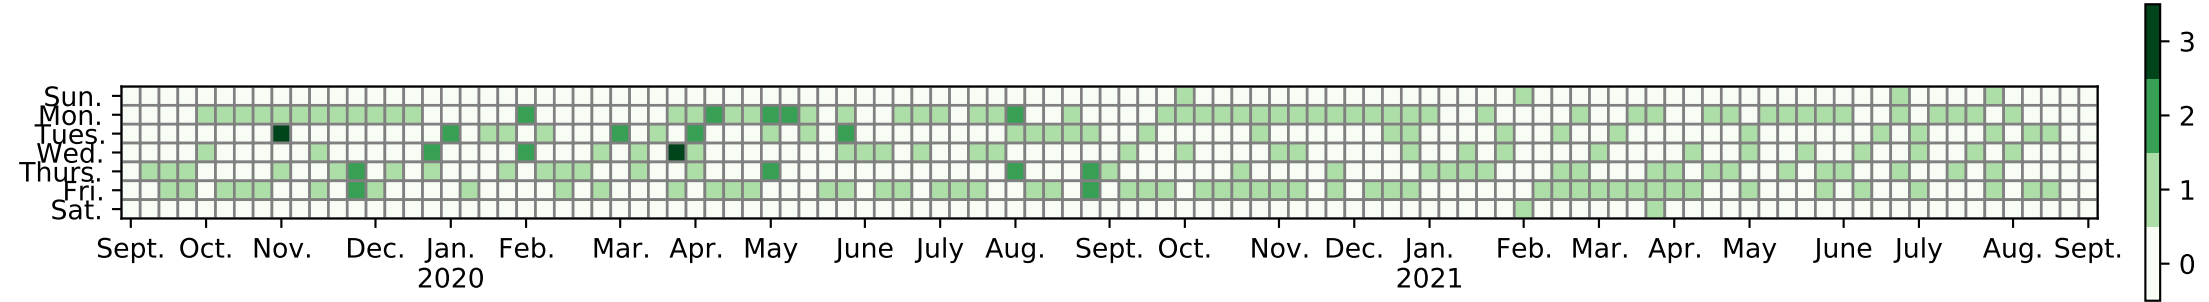 3
2
1
0
Sun.
Mon.
Tues.
Wed.
Thurs.
Fri.
Sat.
Sept. Oct. Nov. Dec. Jan. Feb. Mar. Apr. May June July Aug. Sept. Oct. Nov. Dec. Jan. Feb. Mar. Apr. May June July Aug. Sept.
2020 2021